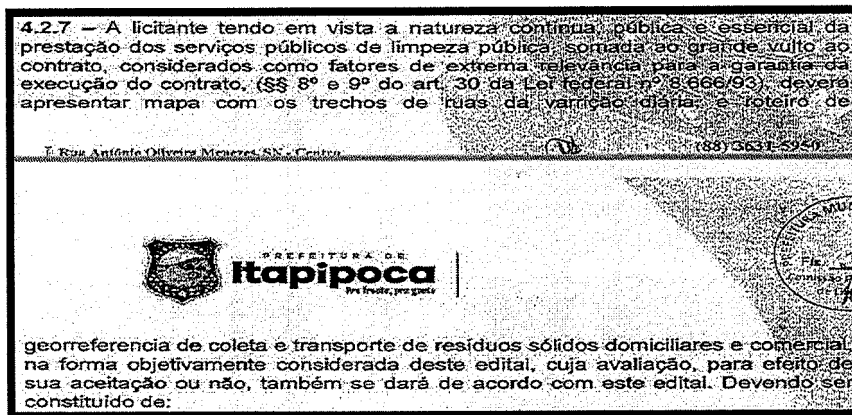 4.2.7 – A licitante tendo em vista a natureza contínua, pública e essencial da
prestação dos serviços públicos de limpeza pública, somada ao grande vulto ao
contrato, considerados como fatores de extrema relevância para a garantia da
execução do contrato, (§§ 8º e 9º do art. 30 da Lei federal nº 8.666/93), deverá
apresentar mapa com os trechos de ruas da varrição diária, e roteiro de
Rua Antônio Oliveira Menezes, SN - Centro
(88) 3631-5950
PREFEITURA DE
Itapipoca
Pra frente, pra gente
georreferencia de coleta e transporte de resíduos sólidos domiciliares e comercial,
na forma objetivamente considerada deste edital, cuja avaliação, para efeito de
sua aceitação ou não, também se dará de acordo com este edital. Devendo ser
constituído de: